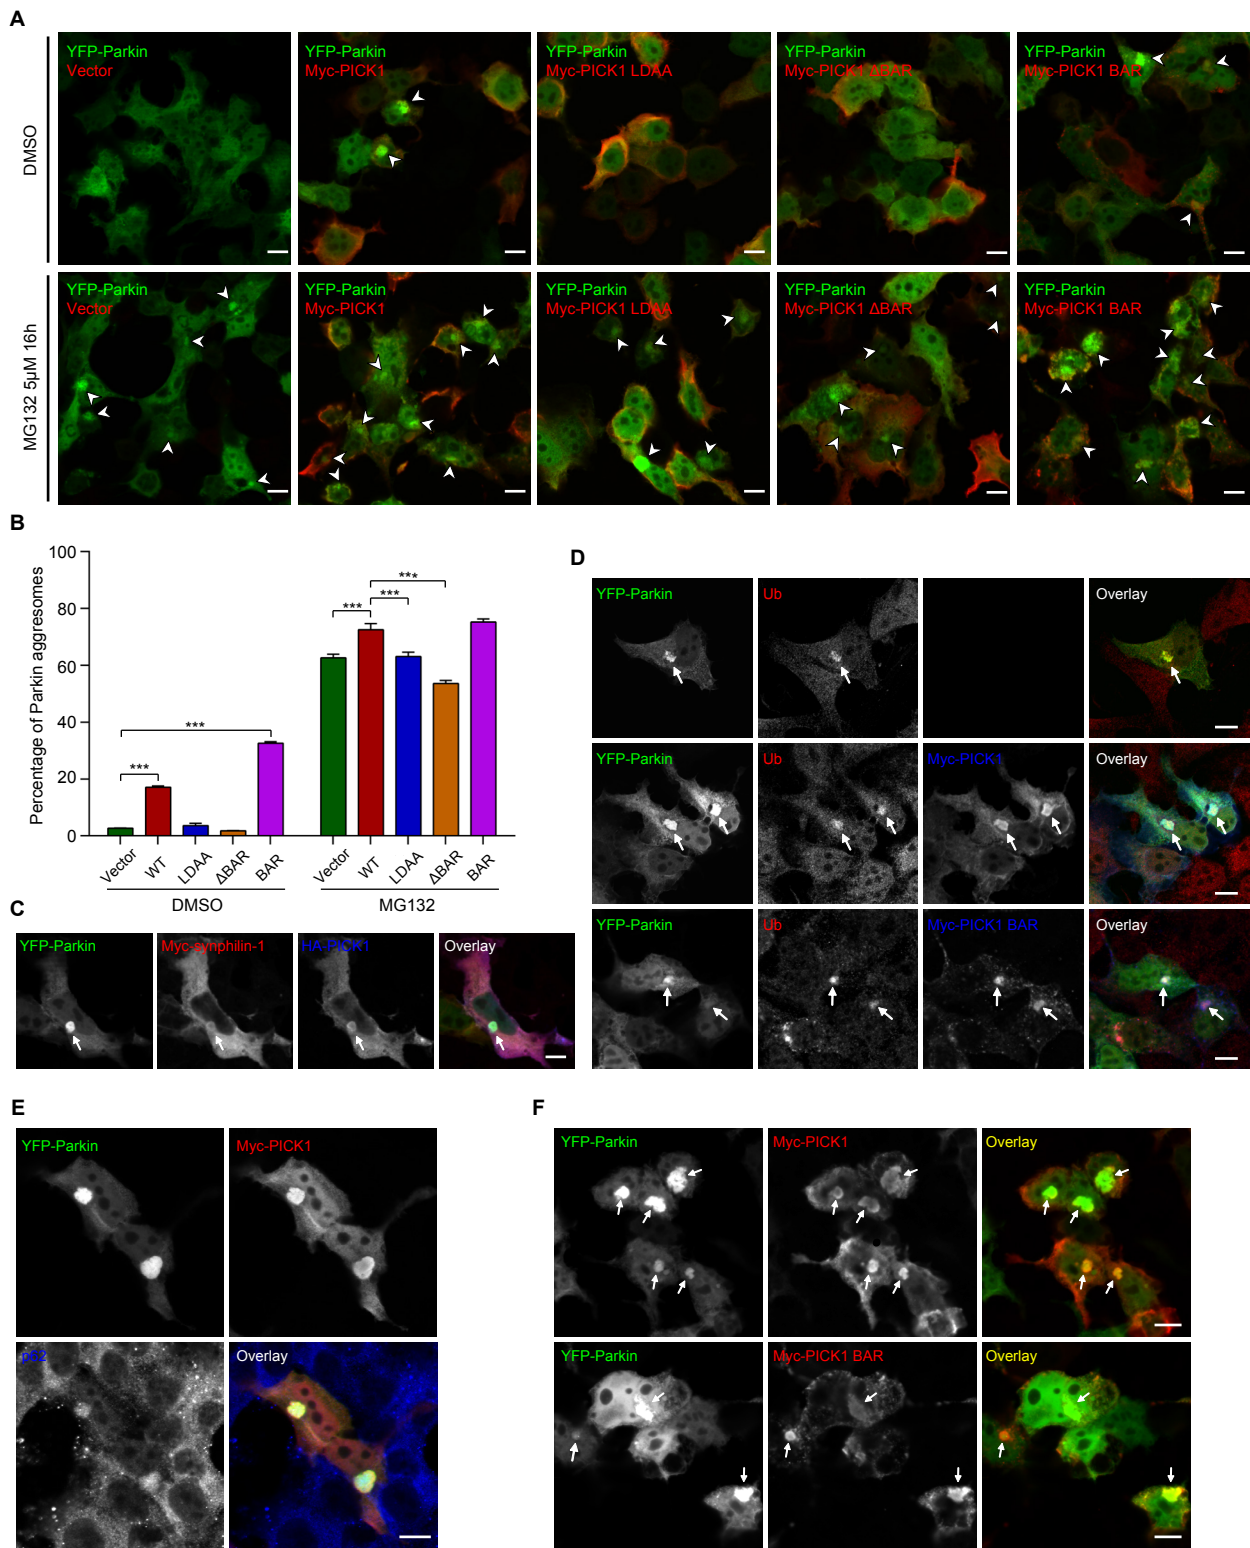 A
DMSO
YFP-Parkin
Vector
YFP-Parkin
Myc-PICK1
YFP-Parkin
Myc-PICK1 LDAA
YFP-Parkin
Myc-PICK1 ΔBAR
YFP-Parkin
Myc-PICK1 BAR
MG132 5µM 16h
YFP-Parkin
Vector
YFP-Parkin
Myc-PICK1
YFP-Parkin
Myc-PICK1 LDAA
YFP-Parkin
Myc-PICK1 ΔBAR
YFP-Parkin
Myc-PICK1 BAR
B
Percentage of Parkin aggresomes
100
80
60
40
20
0
***
***
***
***
***
Vector
WT
LDAA
ΔBAR
BAR
Vector
WT
LDAA
ΔBAR
BAR
DMSO
MG132
C
YFP-Parkin
Myc-synphilin-1
HA-PICK1
Overlay
D
YFP-Parkin
Ub
Overlay
YFP-Parkin
Ub
Myc-PICK1
Overlay
YFP-Parkin
Ub
Myc-PICK1 BAR
Overlay
E
YFP-Parkin
Myc-PICK1
p62
Overlay
F
YFP-Parkin
Myc-PICK1
Overlay
YFP-Parkin
Myc-PICK1 BAR
Overlay